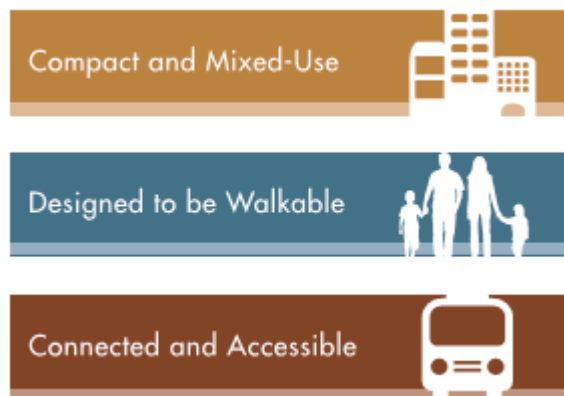 Compact and Mixed-Use
Designed to be Walkable
Connected and Accessible